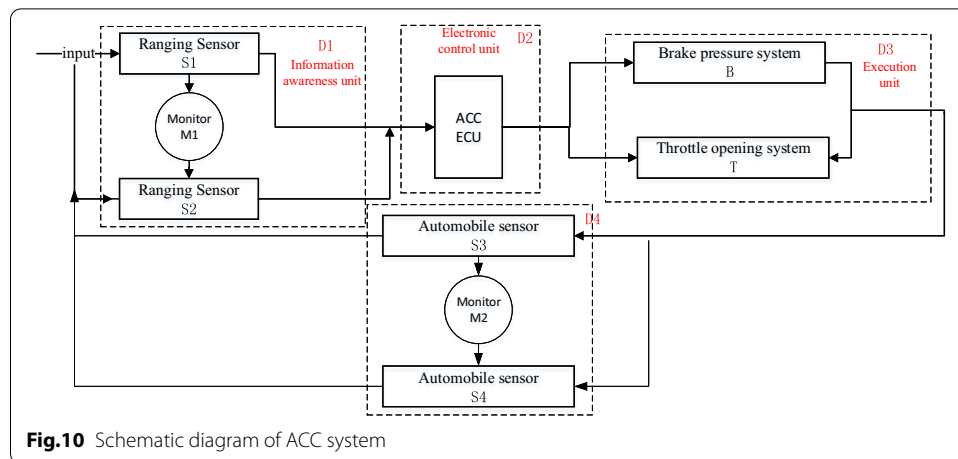 input
Ranging Sensor
S1
D1
Information
awareness unit
Monitor
M1
Ranging Sensor
S2
Electronic
control unit
D2
ACC
ECU
Brake pressure system
B
D3
Execution
unit
Throttle opening system
T
D4
Automobile sensor
S3
Monitor
M2
Automobile sensor
S4
Fig.10 Schematic diagram of ACC system